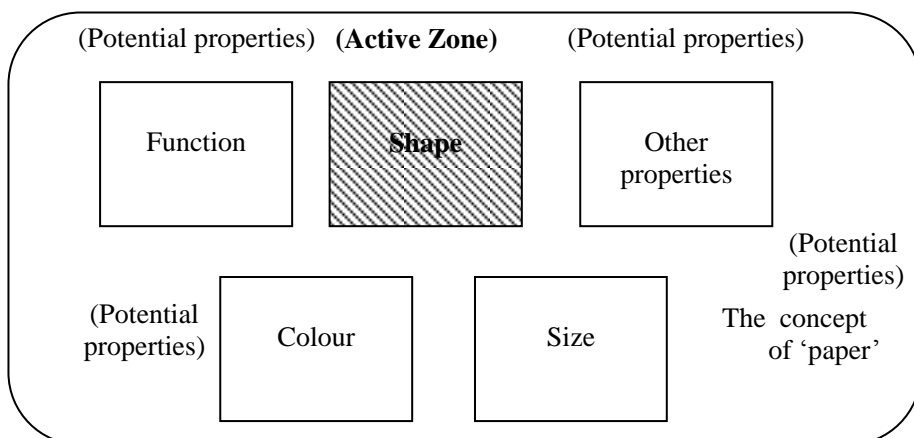 (Potential properties) (Active Zone) (Potential properties)
Function
Shape
Other
properties
(Potential
properties)
(Potential
properties)
Colour
Size
The concept
of ‘paper’